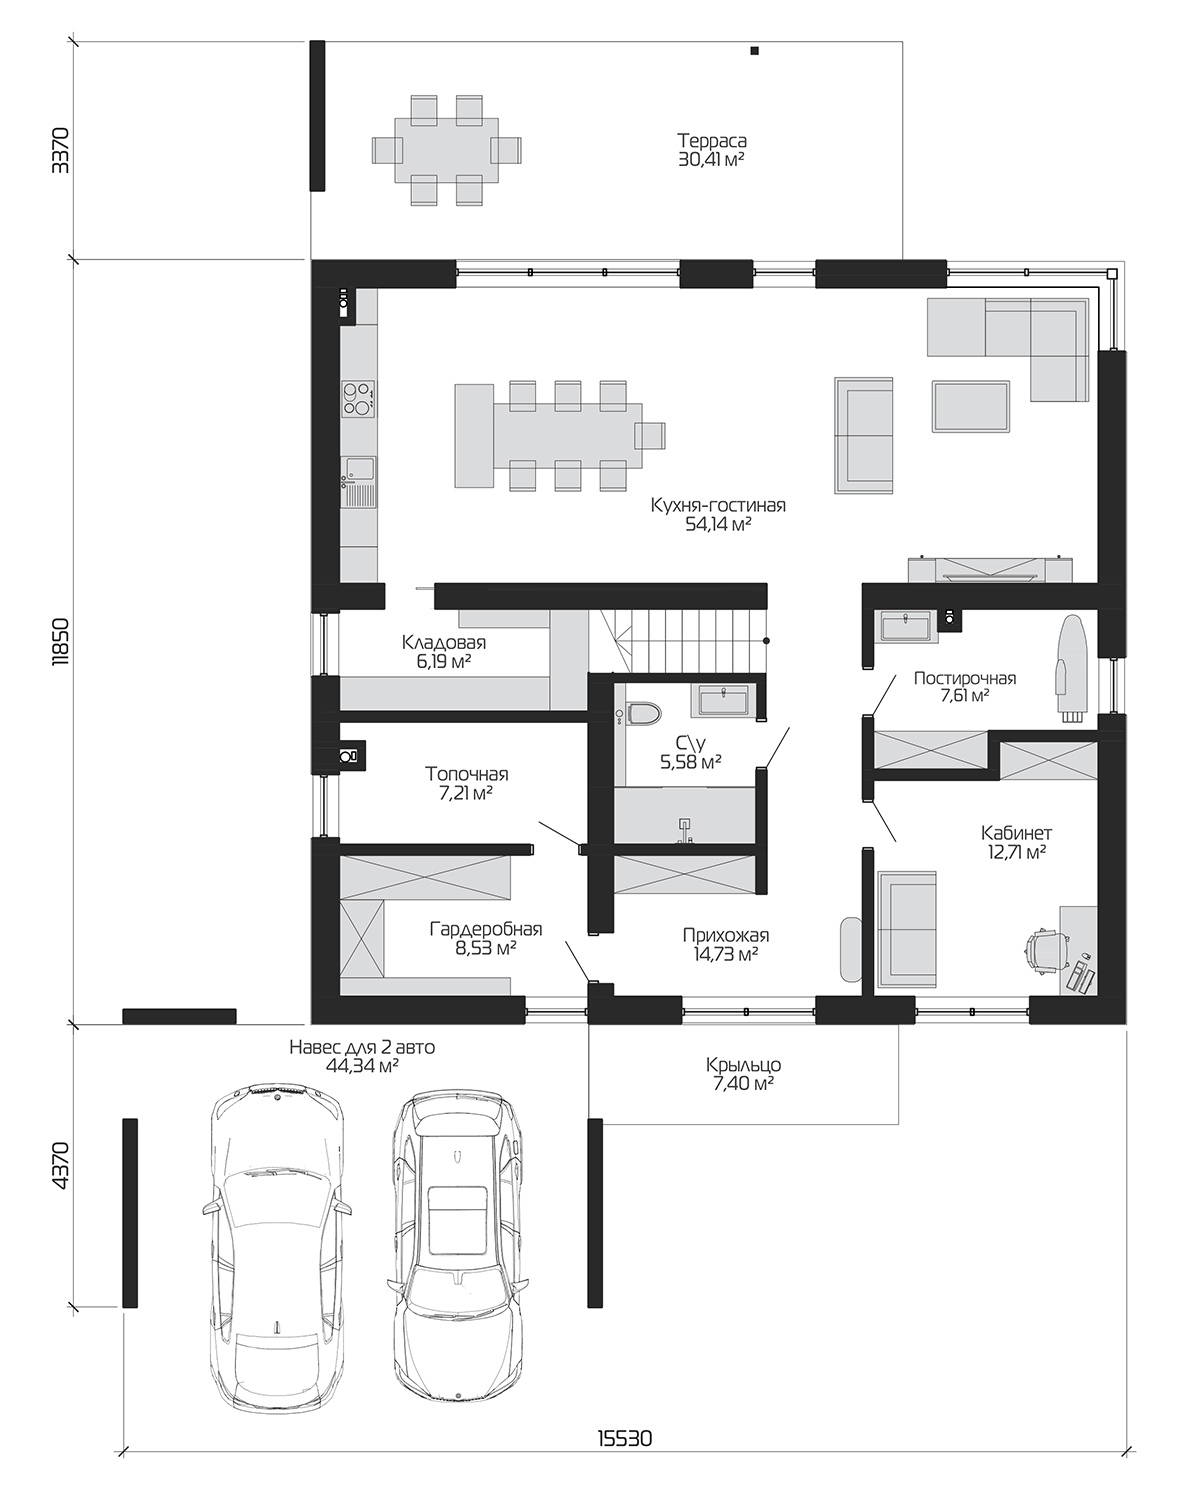 3370
Терраса
30,41 м²
Кухня-гостиная
54,14 м²
11850
Кладовая
6,19 м²
Постирочная
7,61 м²
С\у
5,58 м²
Топочная
7,21 м²
Кабинет
12,71 м²
Гардеробная
8,53 м²
Прихожая
14,73 м²
Навес для 2 авто
44,34 м²
Крыльцо
7,40 м²
4370
15530